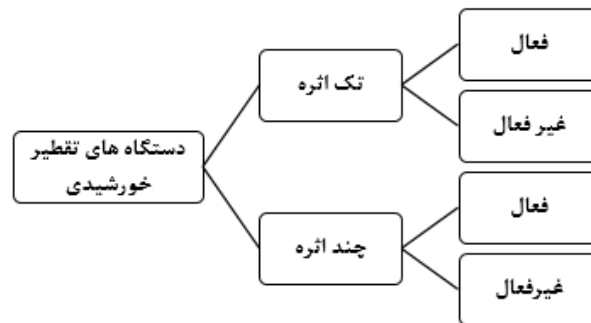 دستگاه های تقطیر
خورشیدی
تک اثره
فعال
غیر فعال
چند اثره
فعال
غیرفعال